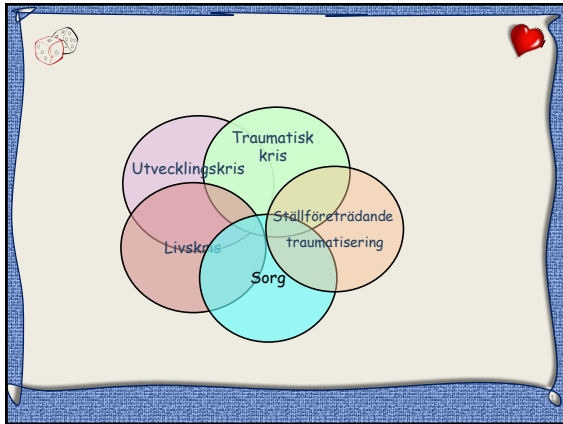 Traumatisk
kris
Utvecklingskris
Ställföreträdande
traumatisering
Livskris
Sorg